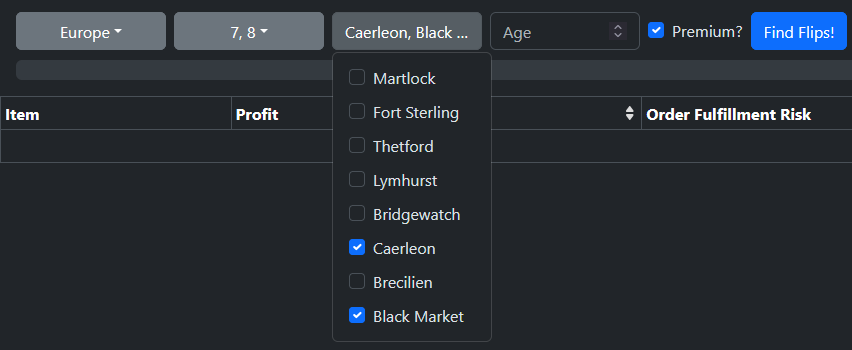 Europe 7, 8 Caerleon, Black ... Age Premium? Find Flips!
Martlock
Fort Sterling
Item Profit Order Fulfillment Risk
Thetford
Lymhurst
Bridgewatch
Caerleon
Brecilien
Black Market